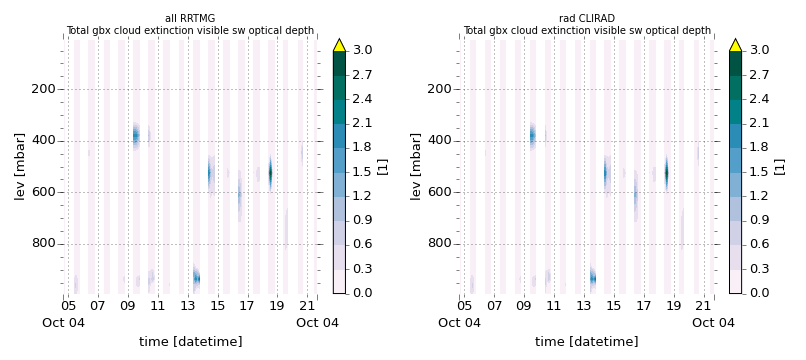 all RRTMG
Total gbx cloud extinction visible sw optical depth
lev [mbar]
200
400
600
800
05 07 09 11 13 15 17 19 21
Oct 04 Oct 04
time [datetime]
3.0
2.7
2.4
2.1
1.8
1.5
1.2
0.9
0.6
0.3
0.0
[1]
rad CLIRAD
Total gbx cloud extinction visible sw optical depth
lev [mbar]
200
400
600
800
05 07 09 11 13 15 17 19 21
Oct 04 Oct 04
time [datetime]
3.0
2.7
2.4
2.1
1.8
1.5
1.2
0.9
0.6
0.3
0.0
[1]